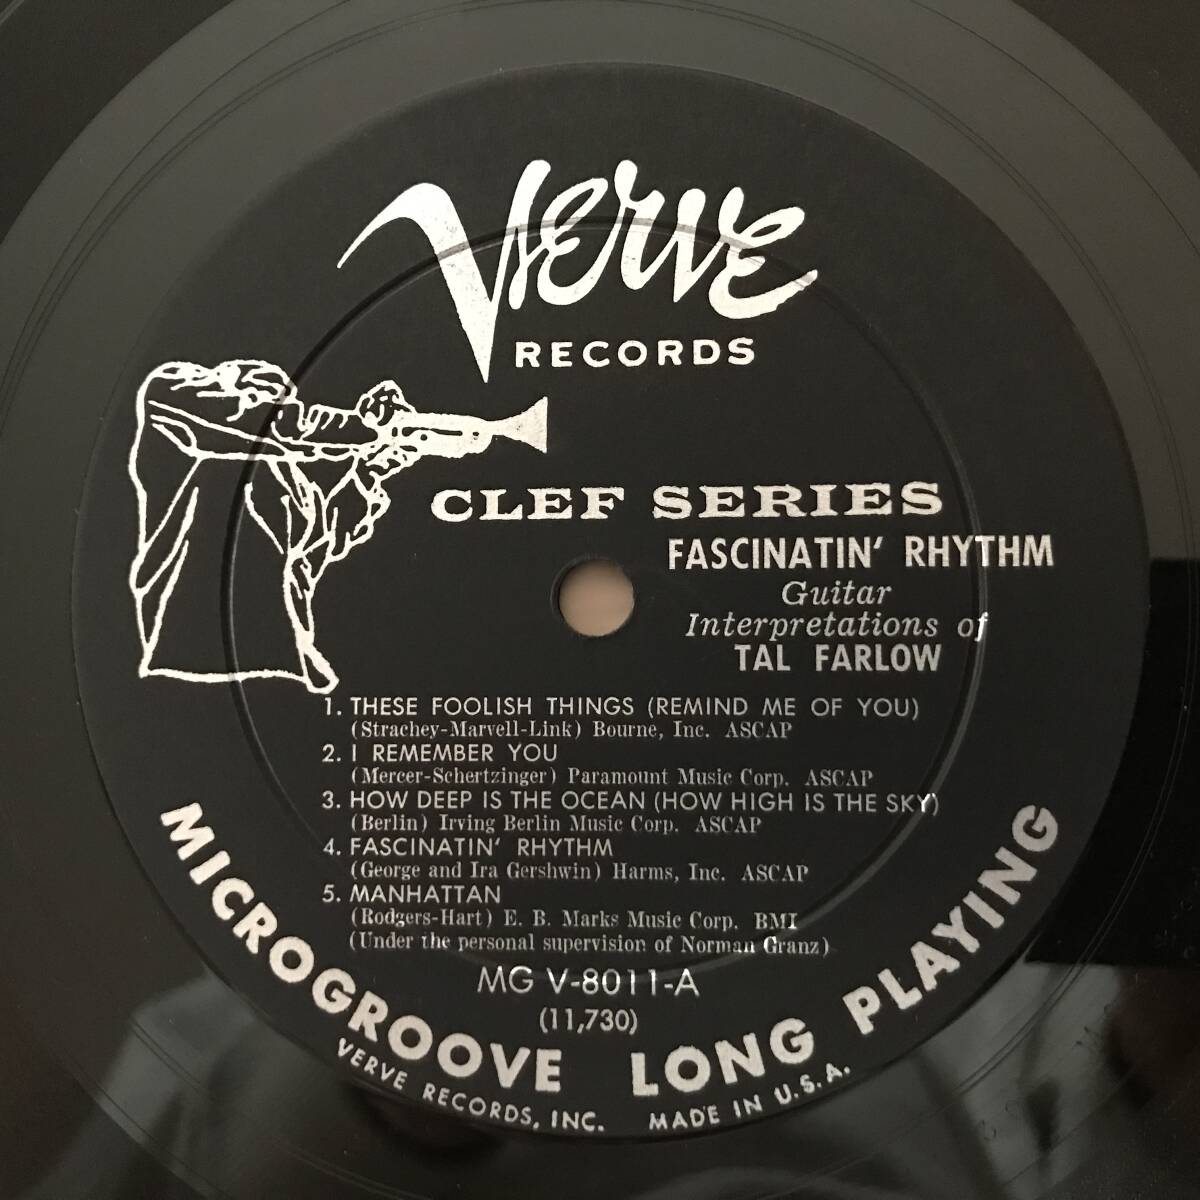 Verve
RECORDS
CLEF SERIES
FASCINATIN' RHYTHM
Guitar
Interpretations of
TAL FARLOW
1. THESE FOOLISH THINGS (REMIND ME OF YOU)
(Strachey-Marvell-Link) Bourne, Inc. ASCAP
2. I REMEMBER YOU
(Mercer-Schertzinger) Paramount Music Corp. ASCAP
3. HOW DEEP IS THE OCEAN (HOW HIGH IS THE SKY)
(Berlin) Irving Berlin Music Corp. ASCAP
4. FASCINATIN' RHYTHM
(George and Ira Gershwin) Harms, Inc. ASCAP
5. MANHATTAN
(Rodgers-Hart) E. B. Marks Music Corp. BMI
(Under the personal supervision of Norman Granz)
MG V-8011-A
(11,730)
MICROGROOVE LONG PLAYING
VERVE RECORDS, INC. MADE IN U.S.A.